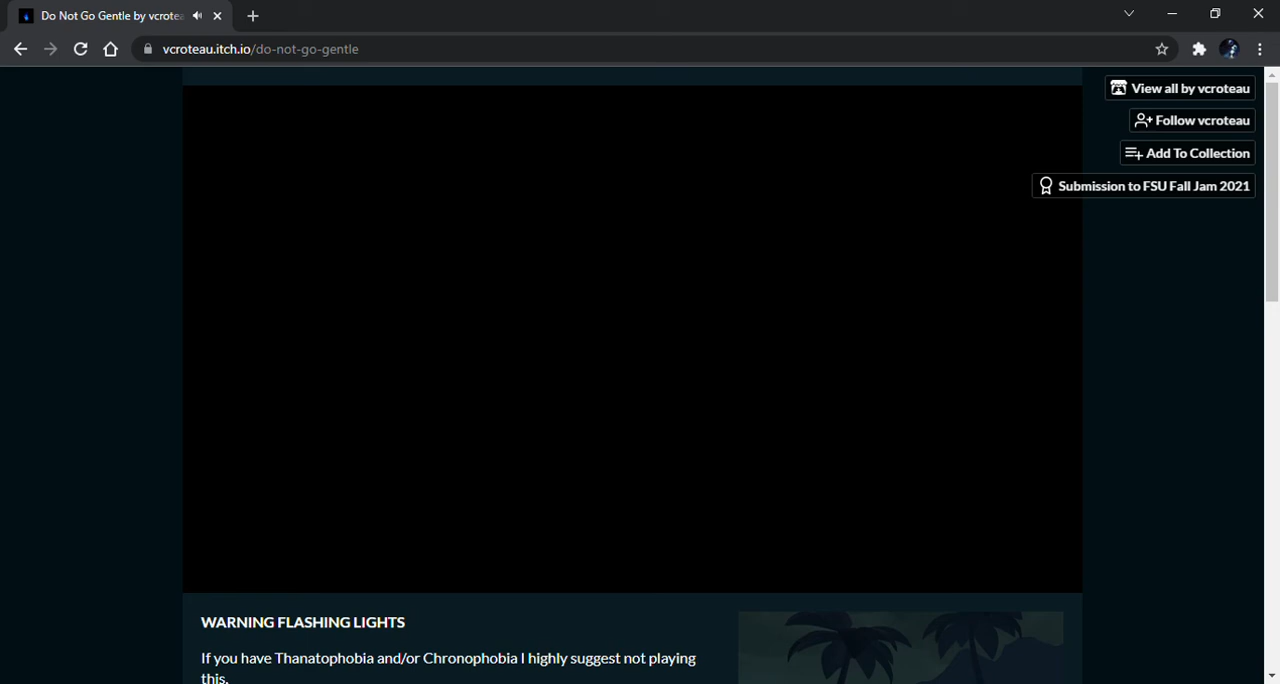 Do Not Go Gentle by vcrotea
vcroteau.itch.io/do-not-go-gentle
View all by vcroteau
Follow vcroteau
Add To Collection
Submission to FSU Fall Jam 2021
WARNING FLASHING LIGHTS
If you have Thanatophobia and/or Chronophobia I highly suggest not playing
this.